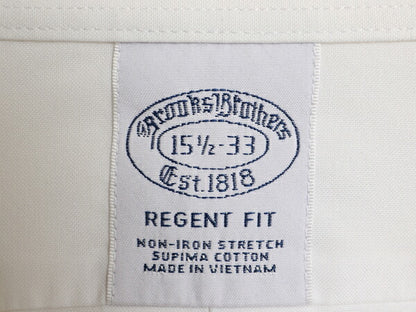 Brooks Brothers
15½-33
Est.1818
REGENT FIT
NON-IRON STRETCH
SUPIMA COTTON
MADE IN VIETNAM